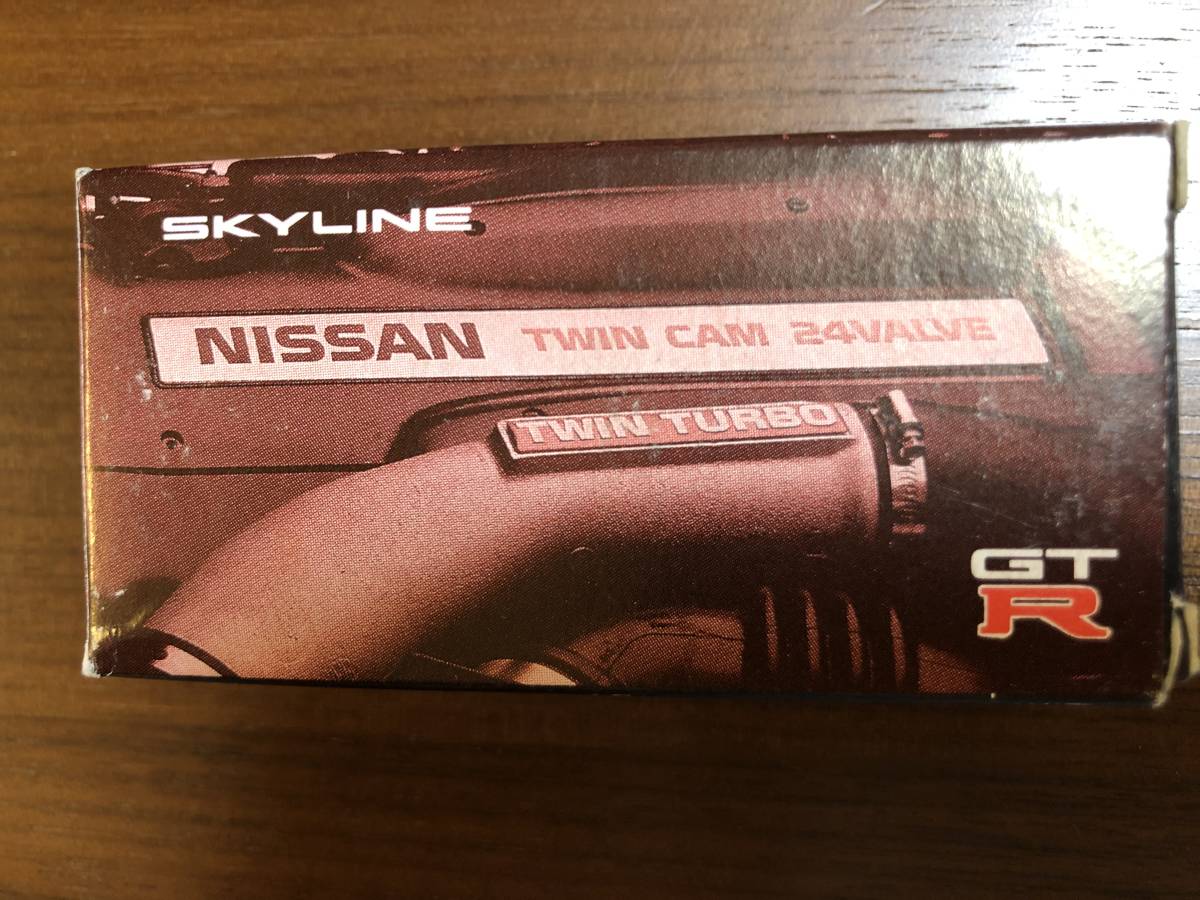 SKYLINE
NISSAN TWIN CAM 24VALVE
TWIN TURBO
GT
R